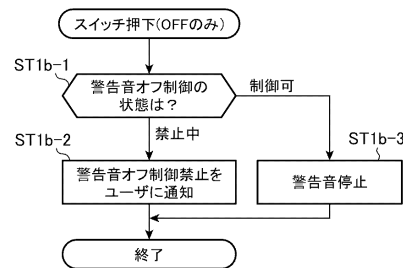 スイッチ押下(OFFのみ)
ST1b-1
警告音オフ制御の
状態は？
制御可
禁止中
ST1b-2
警告音オフ制御禁止を
ユーザに通知
ST1b-3
警告音停止
終了